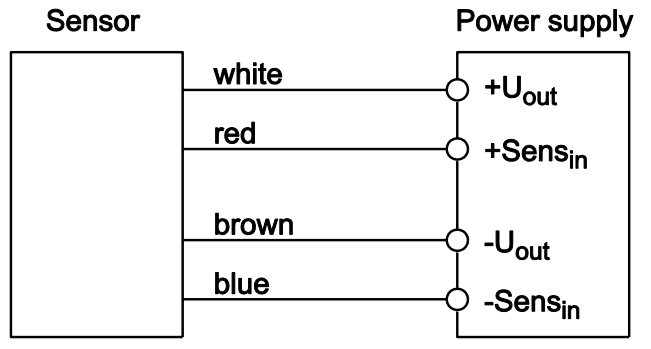 Sensor
Power supply
white
+Uout
red
+Sensin
brown
-Uout
blue
-Sensin